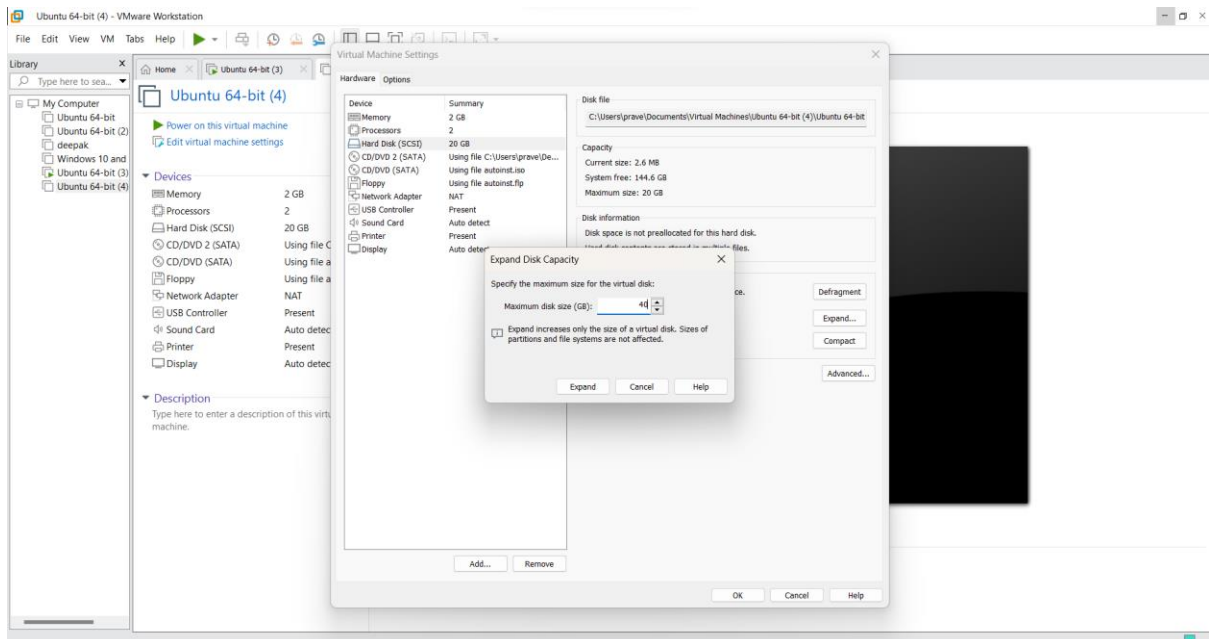 Ubuntu 64-bit (4) - VMware Workstation
File Edit View VM Tabs Help
Library X
Type here to sea...
My Computer
Ubuntu 64-bit
Ubuntu 64-bit (2)
deepak
Windows 10 and
Ubuntu 64-bit (3)
Ubuntu 64-bit (4)
Home
Ubuntu 64-bit (3)
Ubuntu 64-bit (4)
Power on this virtual machine
Edit virtual machine settings
Devices
Memory 2 GB
Processors 2
Hard Disk (SCSI) 20 GB
CD/DVD 2 (SATA) Using file C
CD/DVD (SATA) Using file a
Floppy Using file a
Network Adapter NAT
USB Controller Present
Sound Card Auto detec
Printer Present
Display Auto detec
Description
Type here to enter a description of this virtu
machine.
Virtual Machine Settings
Hardware Options
Device Summary
Memory 2 GB
Processors 2
Hard Disk (SCSI) 20 GB
CD/DVD 2 (SATA) Using file C:\Users\prave\De...
CD/DVD (SATA) Using file autoinst.iso
Floppy Using file autoinst.flp
Network Adapter NAT
USB Controller Present
Sound Card Auto detect
Printer Present
Display Auto detec
Add... Remove
Disk file
C:\Users\prave\Documents\Virtual Machines\Ubuntu 64-bit (4)\Ubuntu 64-bit
Capacity
Current size: 2.6 MB
System free: 144.6 GB
Maximum size: 20 GB
Disk information
Disk space is not preallocated for this hard disk.
Hard disk contents are stored in multiple files.
ce. Defragment
Expand...
Compact
Advanced...
Expand Disk Capacity
Specify the maximum size for the virtual disk:
Maximum disk size (GB): 40
Expand increases only the size of a virtual disk. Sizes of
partitions and file systems are not affected.
Expand Cancel Help
OK Cancel Help